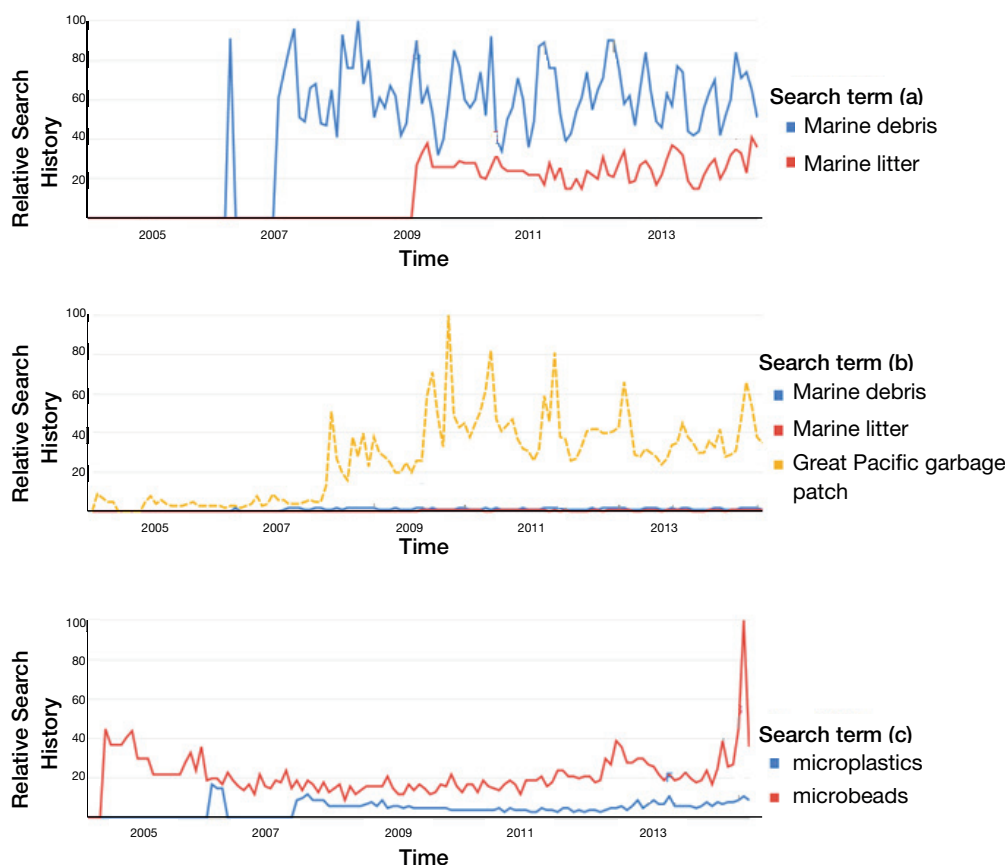 Relative Search
History
100
80
60
40
20
2005
2007
2009
2011
2013
Time
Search term (a)
Marine debris
Marine litter
Relative Search
History
100
80
60
40
20
2005
2007
2009
2011
2013
Time
Search term (b)
Marine debris
Marine litter
Great Pacific garbage
patch
Relative Search
History
100
80
60
40
20
2005
2007
2009
2011
2013
Time
Search term (c)
microplastics
microbeads